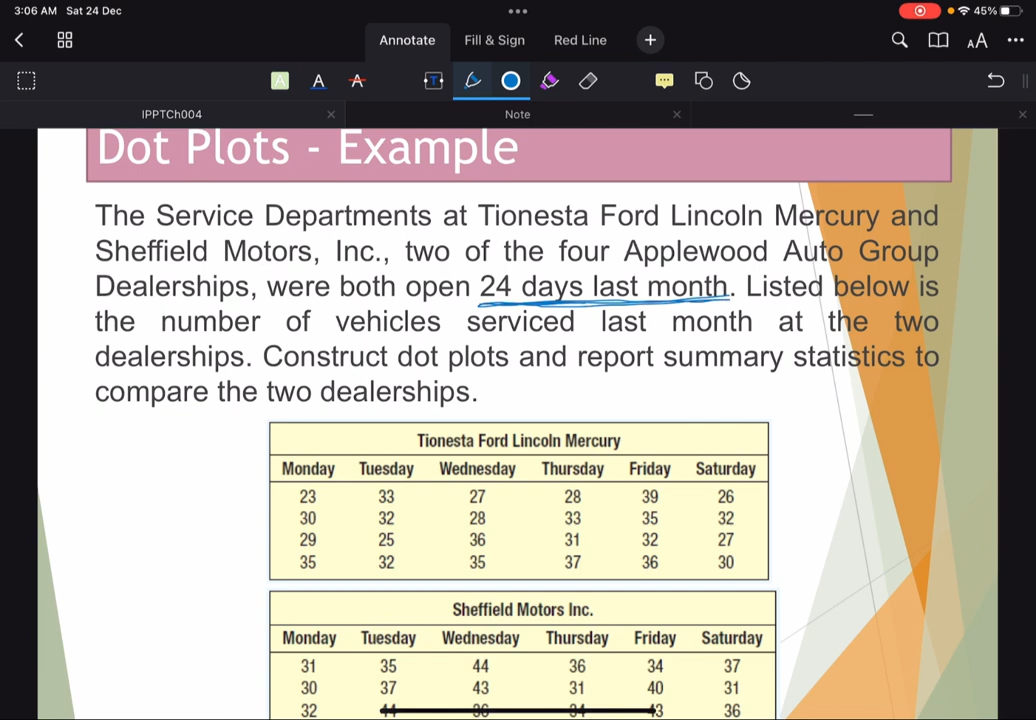 3:06 AM Sat 24 Dec
45%
Annotate Fill & Sign Red Line
IPPTCh004 Note
Dot Plots - Example
The Service Departments at Tionesta Ford Lincoln Mercury and
Sheffield Motors, Inc., two of the four Applewood Auto Group
Dealerships, were both open 24 days last month. Listed below is
the number of vehicles serviced last month at the two
dealerships. Construct dot plots and report summary statistics to
compare the two dealerships.
Tionesta Ford Lincoln Mercury
Monday Tuesday Wednesday Thursday Friday Saturday
23 33 27 28 39 26
30 32 28 33 35 32
29 25 36 31 32 27
35 32 35 37 36 30
Sheffield Motors Inc.
Monday Tuesday Wednesday Thursday Friday Saturday
31 35 44 36 34 37
30 37 43 31 40 31
32 36